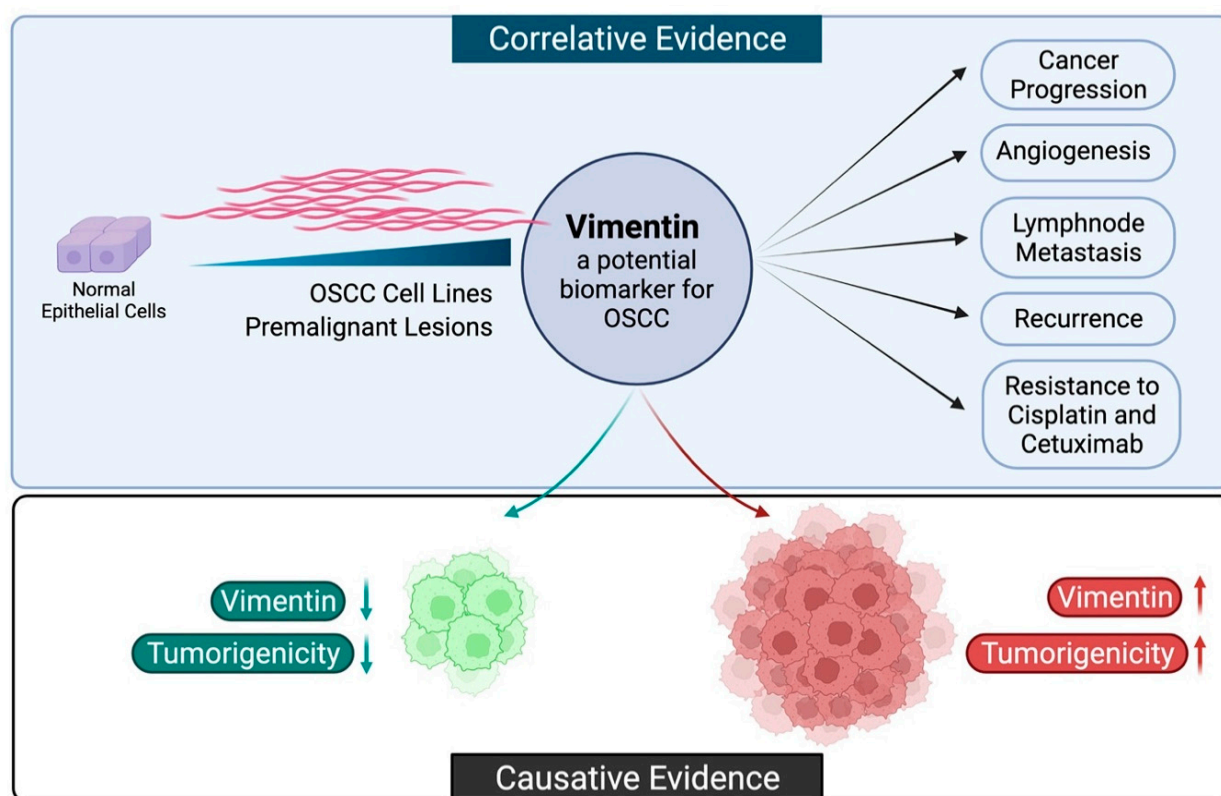 Correlative Evidence
Normal
Epithelial Cells
OSCC Cell Lines
Premalignant Lesions
Vimentin
a potential
biomarker for
OSCC
Cancer
Progression
Angiogenesis
Lymphnode
Metastasis
Recurrence
Resistance to
Cisplatin and
Cetuximab
Vimentin
Tumorigenicity
Vimentin
Tumorigenicity
Causative Evidence